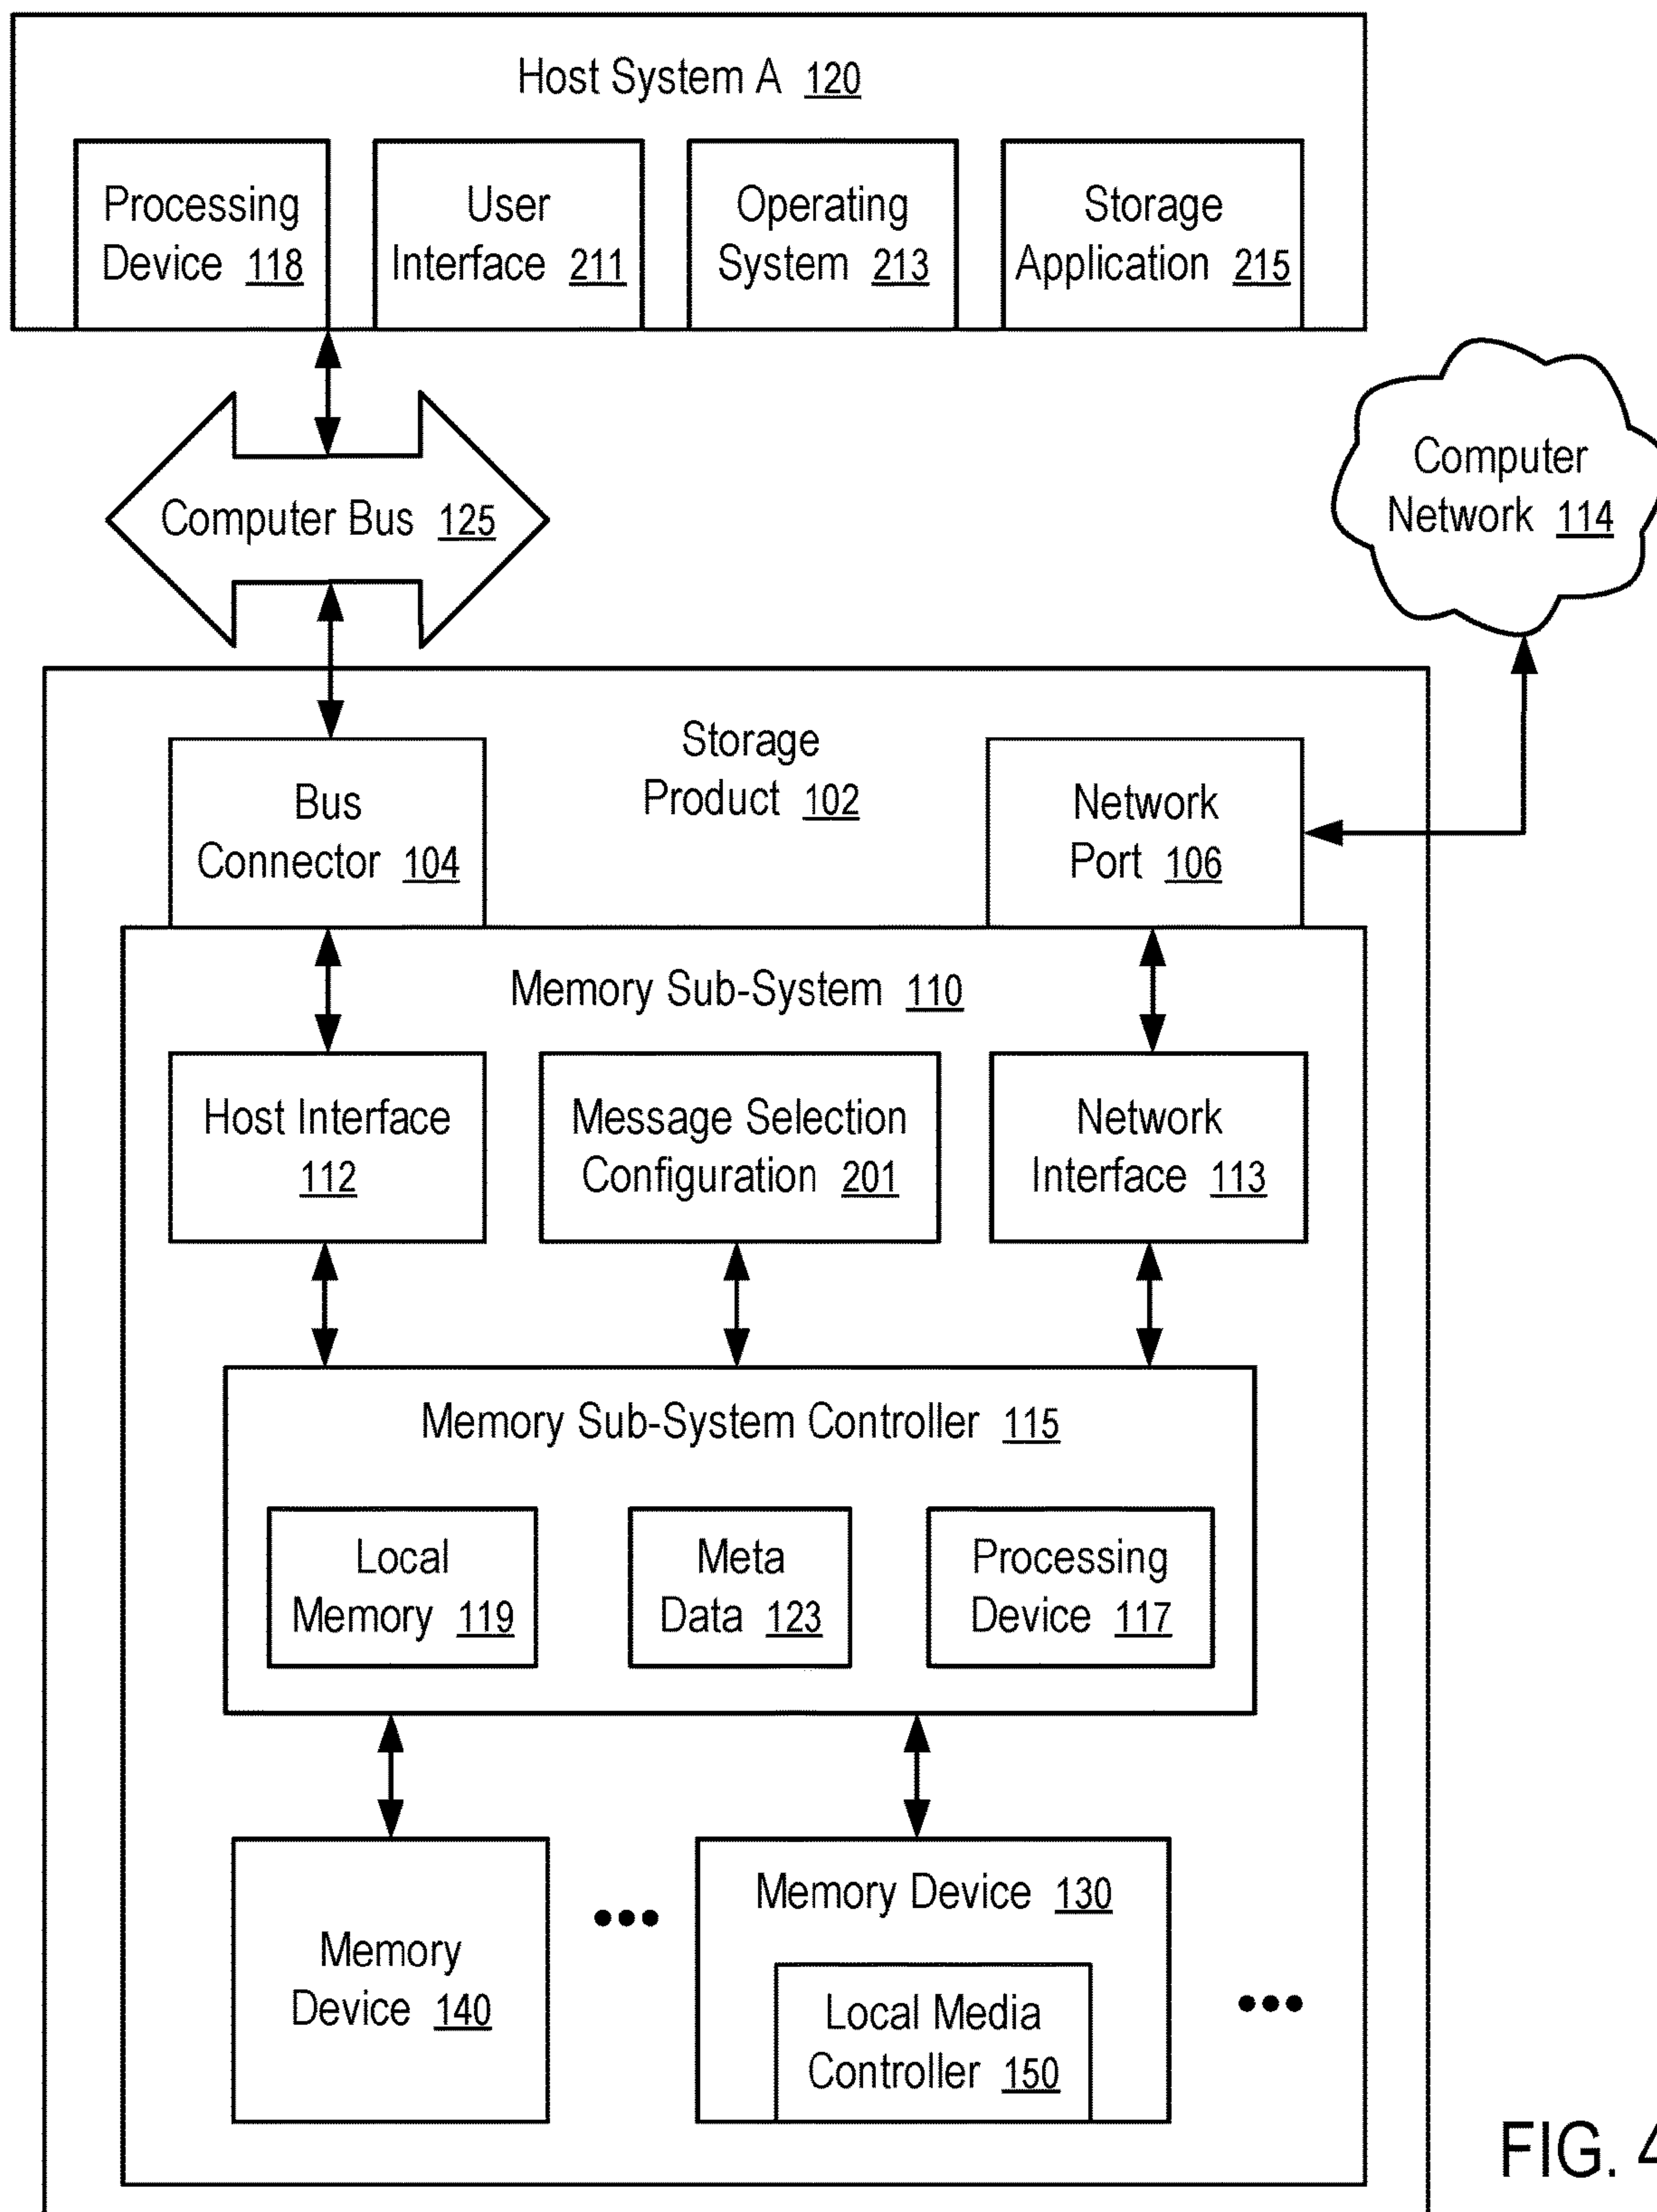 Host System A 120
Processing
Device 118
User
Interface 211
Operating
System 213
Storage
Application 215
Computer Bus 125
Computer
Network 114
Storage
Product 102
Bus
Connector 104
Network
Port 106
Memory Sub-System 110
Host Interface
112
Message Selection
Configuration 201
Network
Interface 113
Memory Sub-System Controller 115
Local
Memory 119
Meta
Data 123
Processing
Device 117
Memory
Device 140
Memory Device 130
Local Media
Controller 150
FIG. 4